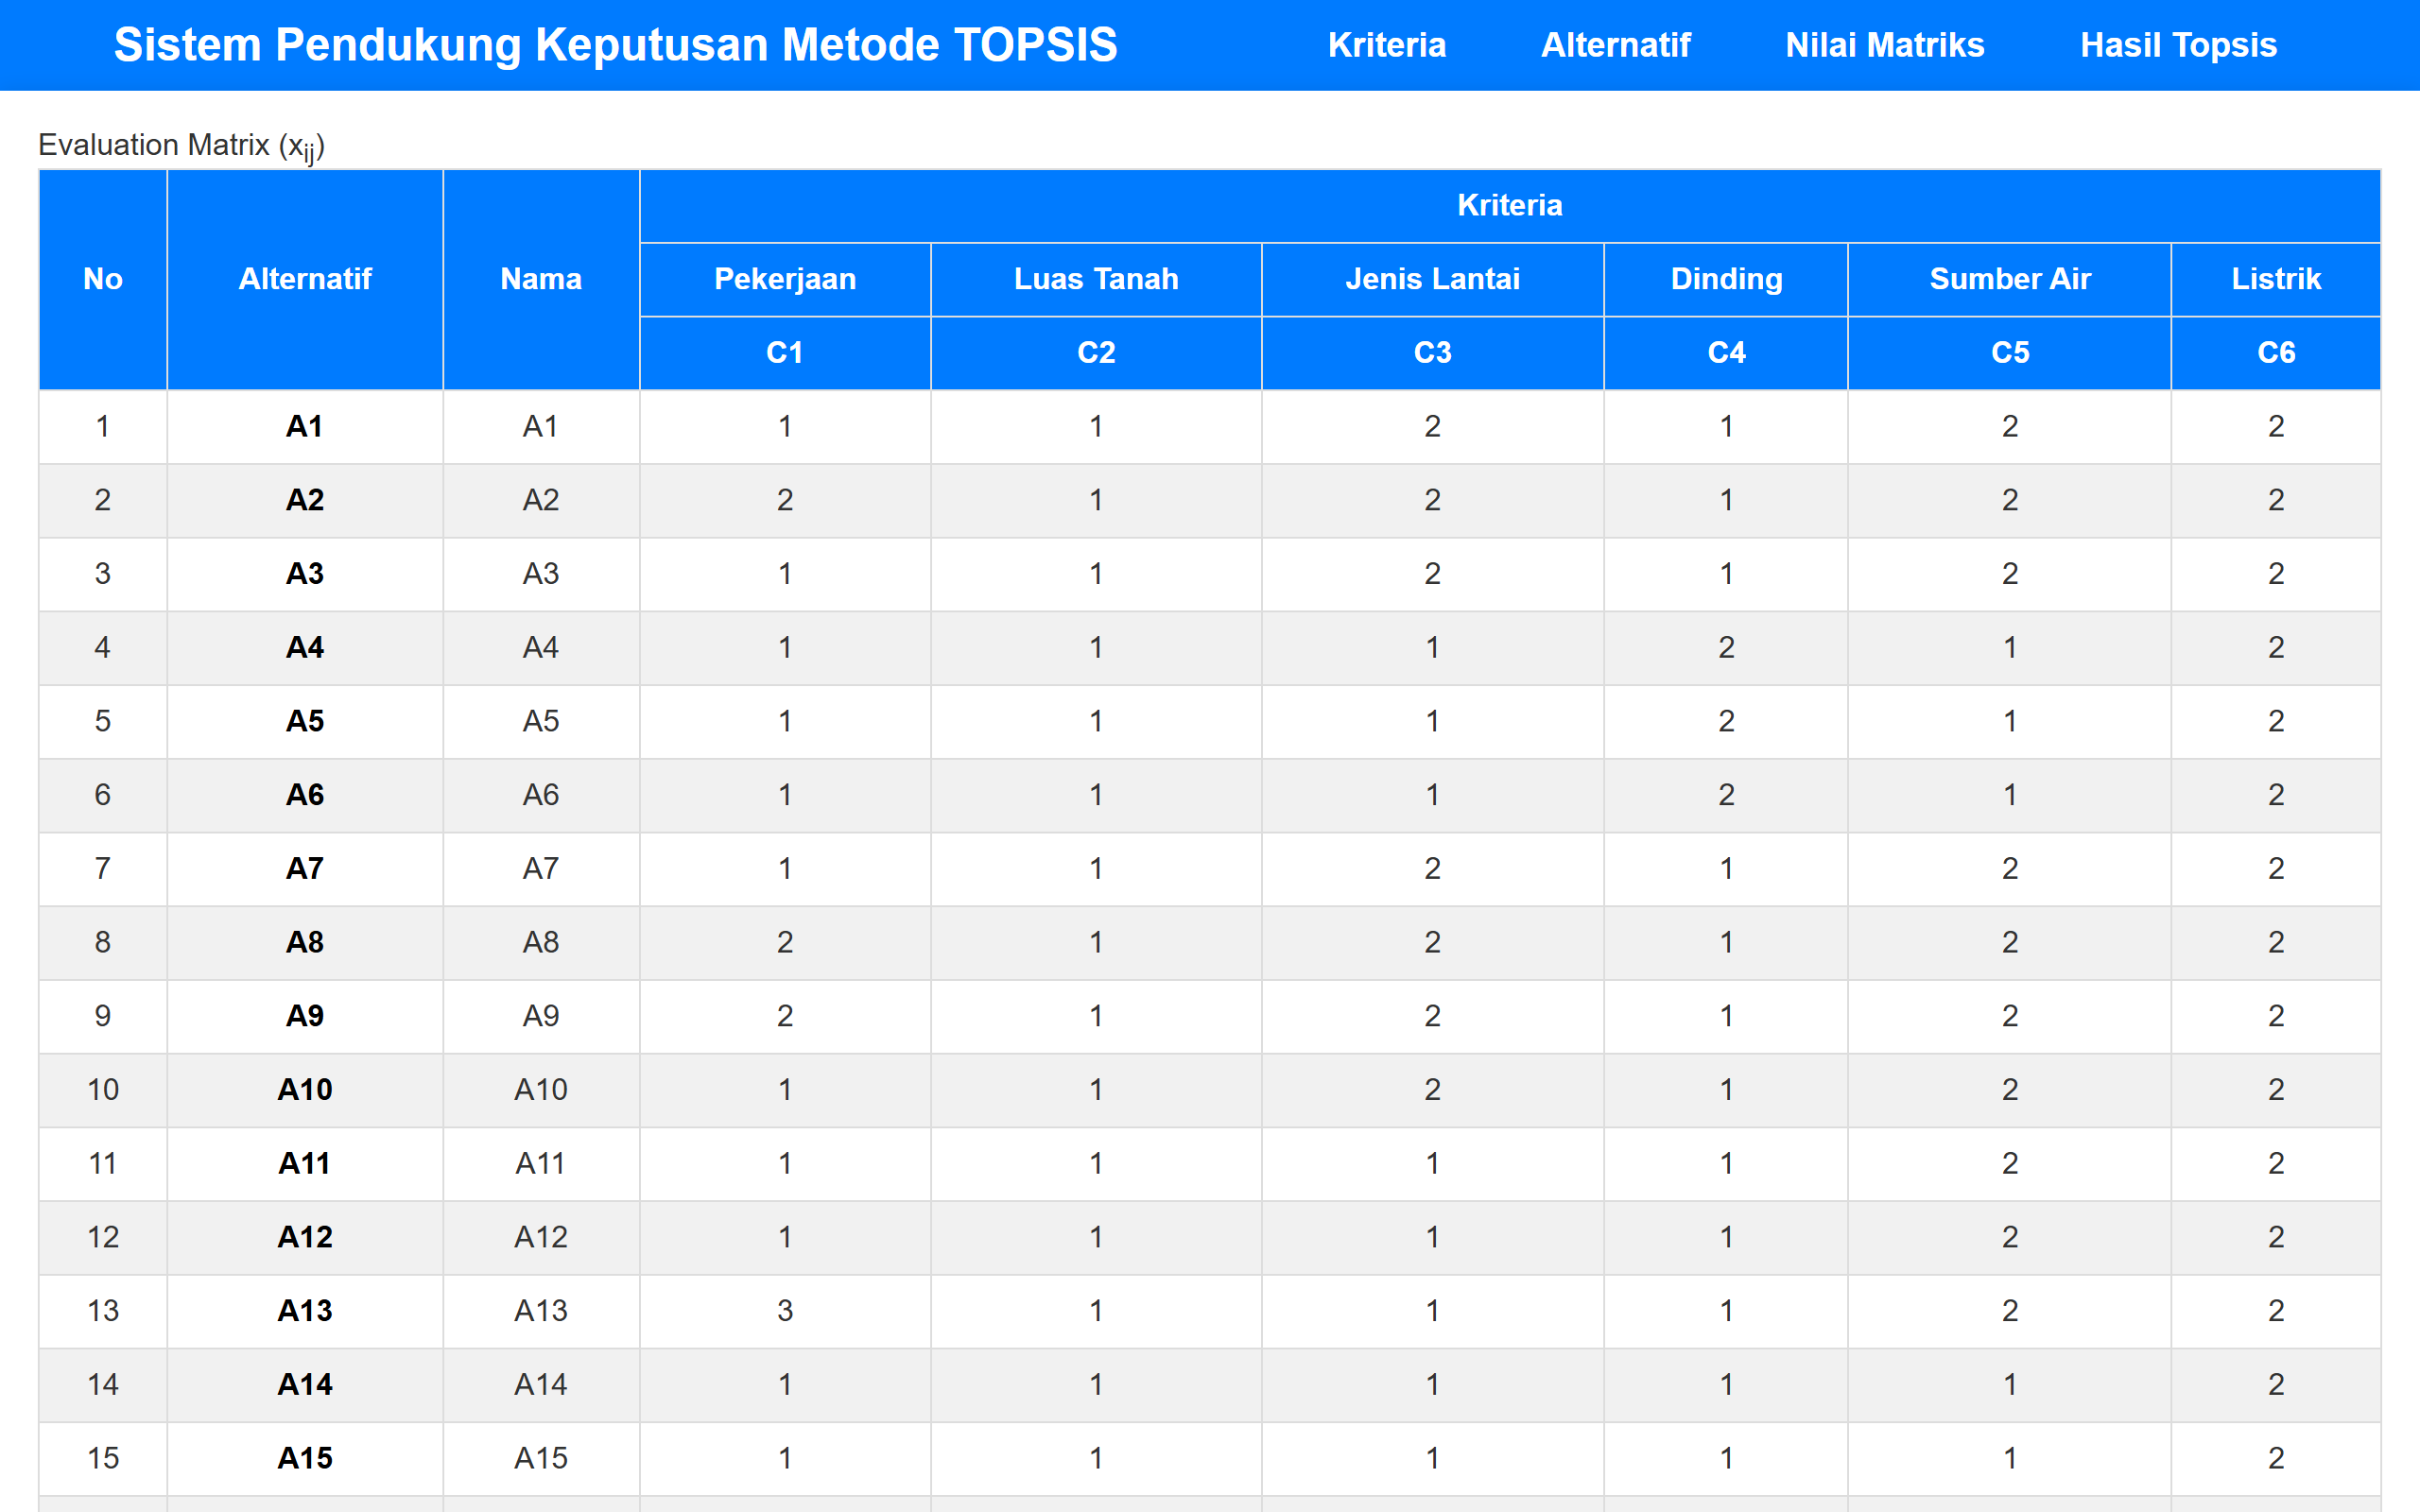 Sistem Pendukung Keputusan Metode TOPSIS Kriteria Alternatif Nilai Matriks Hasil Topsis
Evaluation Matrix (xij)
No Alternatif Nama Kriteria
Pekerjaan Luas Tanah Jenis Lantai Dinding Sumber Air Listrik
C1 C2 C3 C4 C5 C6
1 A1 A1 1 1 2 1 2 2
2 A2 A2 2 1 2 1 2 2
3 A3 A3 1 1 2 1 2 2
4 A4 A4 1 1 1 2 1 2
5 A5 A5 1 1 1 2 1 2
6 A6 A6 1 1 1 2 1 2
7 A7 A7 1 1 2 1 2 2
8 A8 A8 2 1 2 1 2 2
9 A9 A9 2 1 2 1 2 2
10 A10 A10 1 1 2 1 2 2
11 A11 A11 1 1 1 1 2 2
12 A12 A12 1 1 1 1 2 2
13 A13 A13 3 1 1 1 2 2
14 A14 A14 1 1 1 1 1 2
15 A15 A15 1 1 1 1 1 2